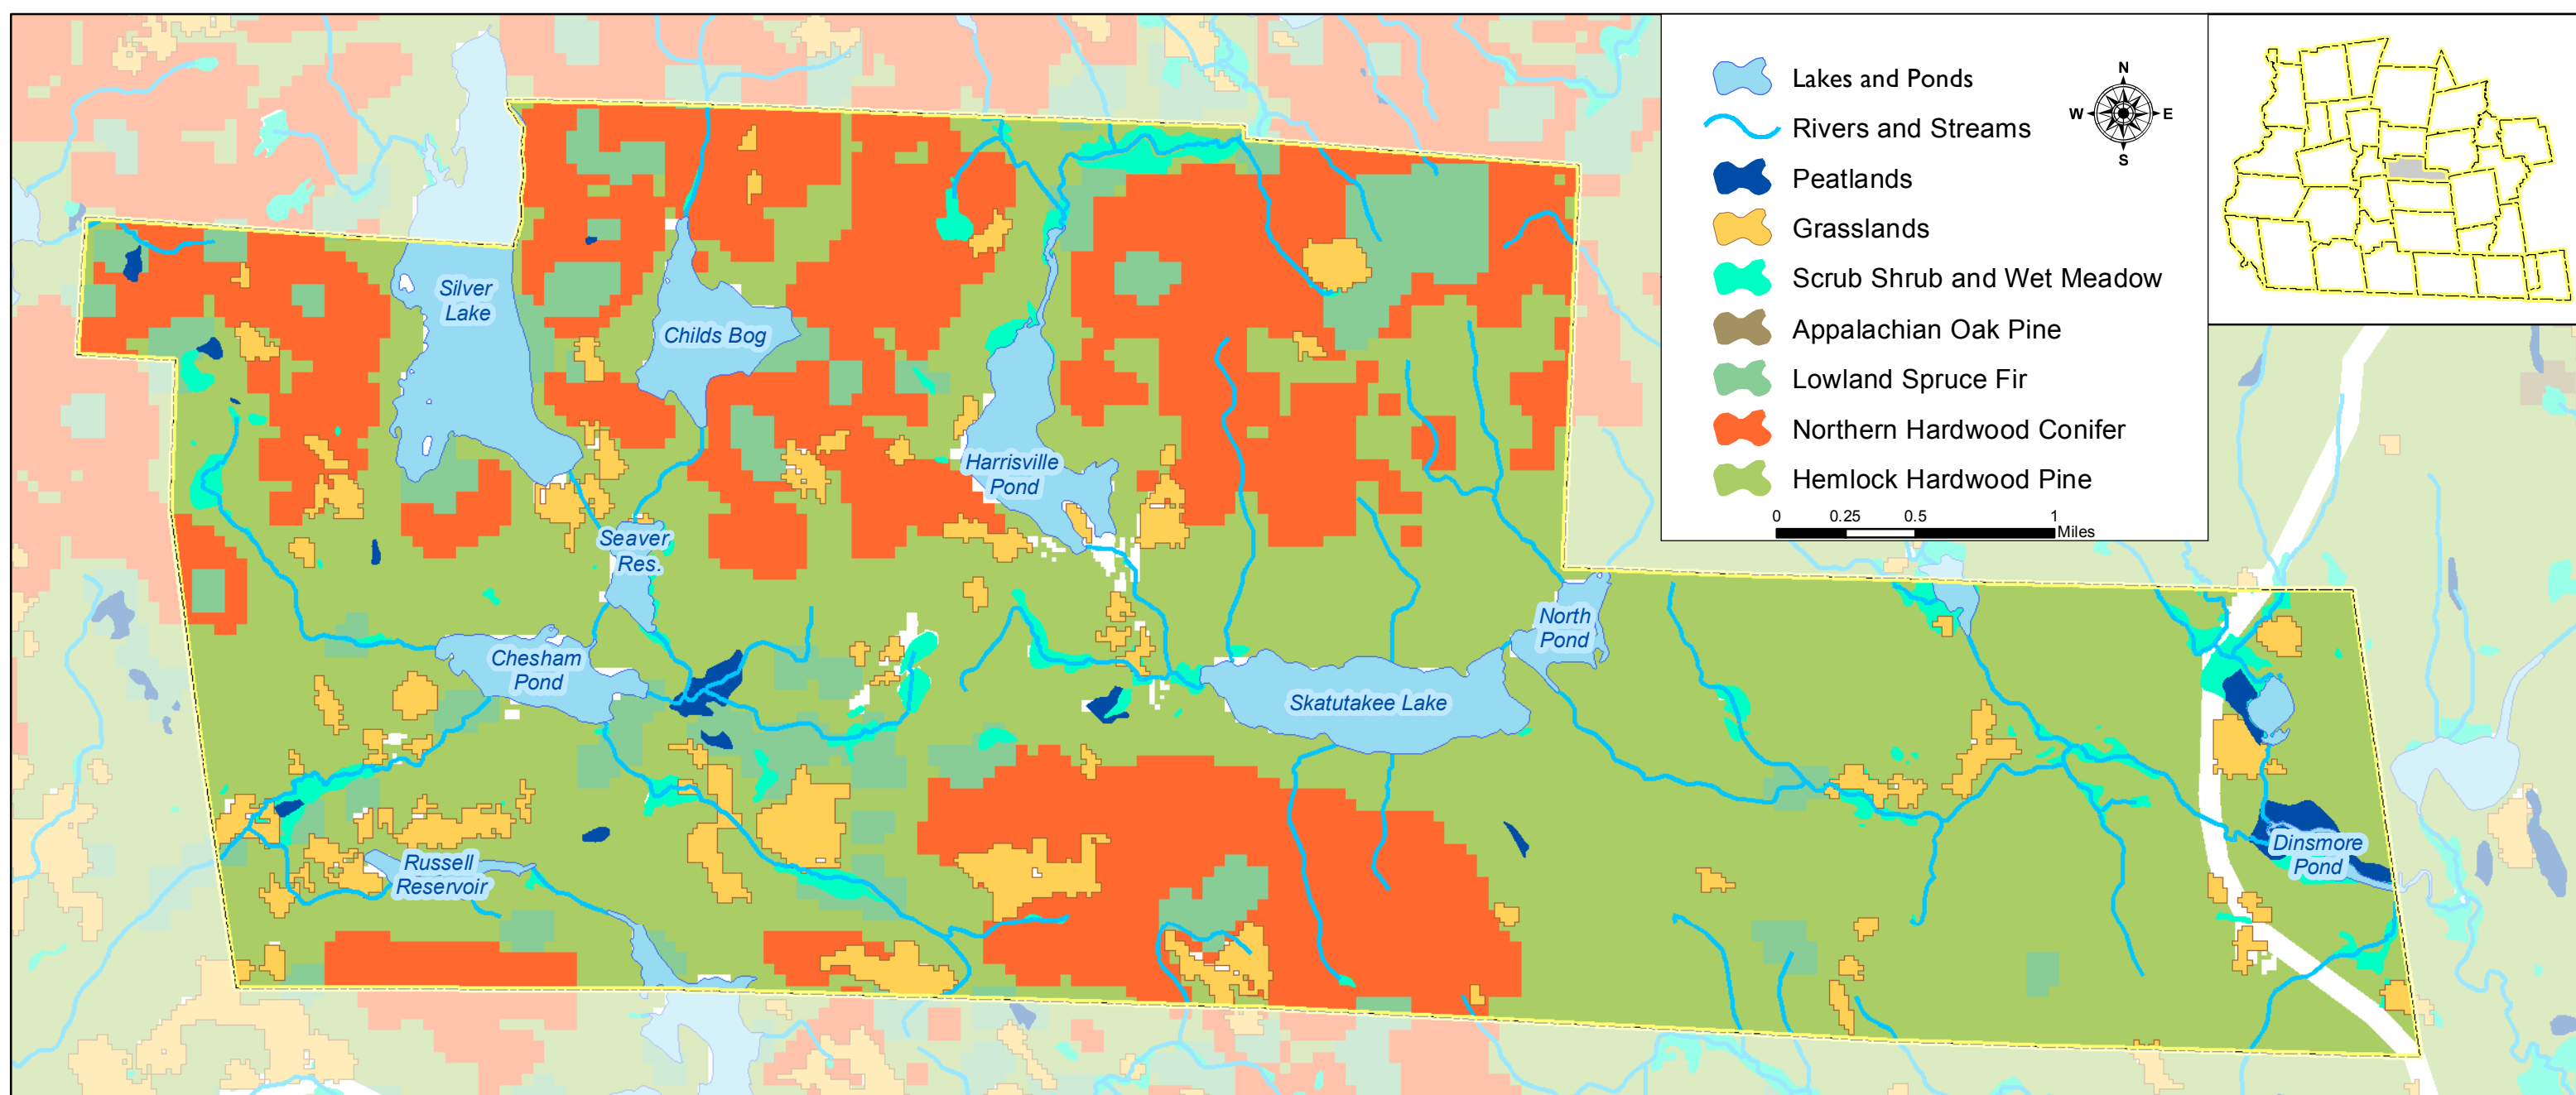 Lakes and Ponds
Rivers and Streams
Peatlands
Grasslands
Scrub Shrub and Wet Meadow
Appalachian Oak Pine
Lowland Spruce Fir
Northern Hardwood Conifer
Hemlock Hardwood Pine
N
W E
S
0 0.25 0.5 1
Miles
Silver
Lake
Childs Bog
Harrisville
Pond
Seaver
Res.
Chesham
Pond
North
Pond
Skatutakee Lake
Russell
Reservoir
Dinsmore
Pond